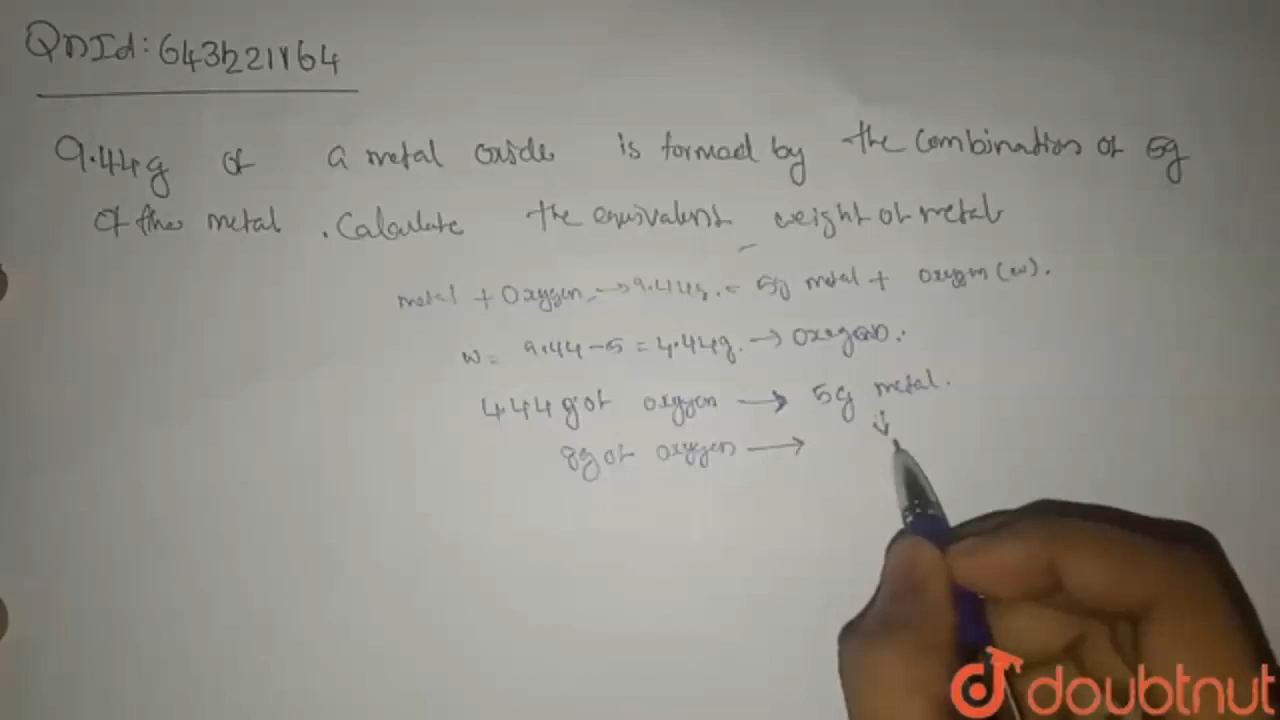 QnId: 643221164
9.44g of a metal oxide is formed by the combination of 5g
of the metal. Calculate the equivalent weight of metal
metal + Oxygen → 9.44g. = 5g metal + oxygen (w).
w = 9.44 - 5 = 4.44g. → Oxygen.
4.44 g of oxygen → 5g metal.
8g of oxygen →
doubtnut